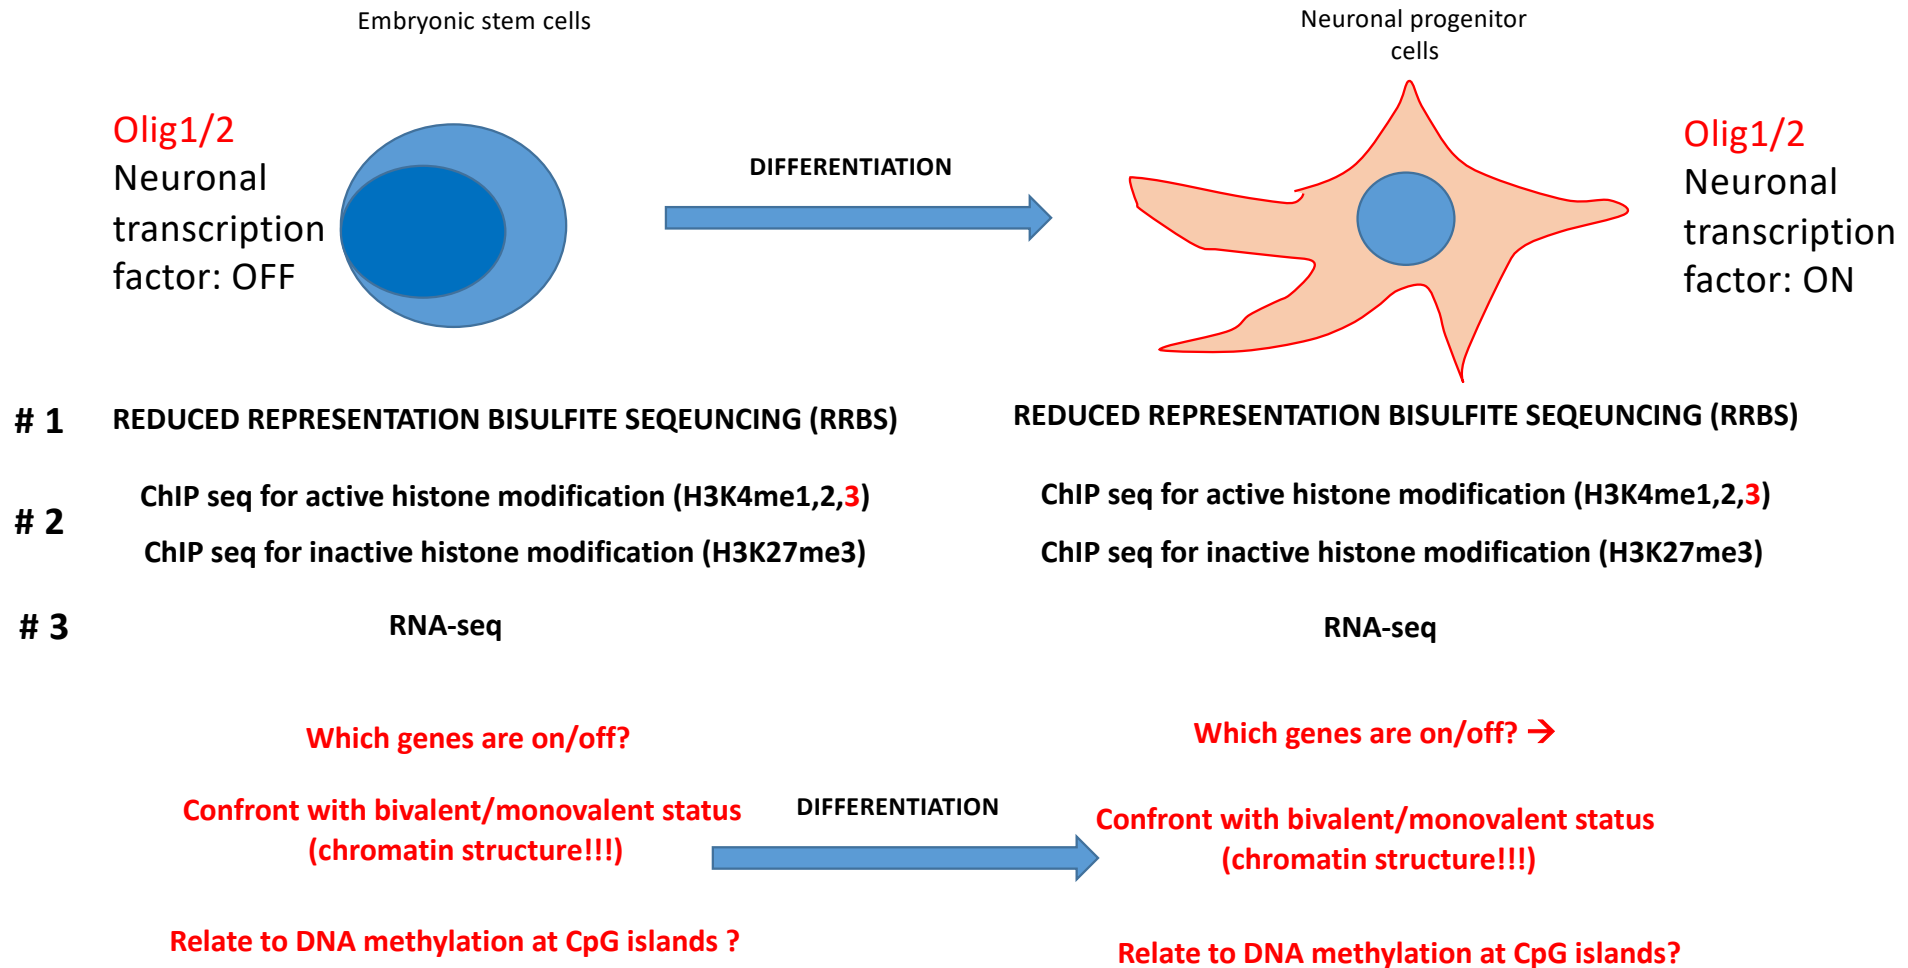 Embryonic stem cells
Neuronal progenitor
cells
Olig1/2
Neuronal
transcription
factor: OFF
DIFFERENTIATION
Olig1/2
Neuronal
transcription
factor: ON
# 1
REDUCED REPRESENTATION BISULFITE SEQEUNCING (RRBS)
REDUCED REPRESENTATION BISULFITE SEQEUNCING (RRBS)
# 2
ChIP seq for active histone modification (H3K4me1,2,3)
ChIP seq for inactive histone modification (H3K27me3)
ChIP seq for active histone modification (H3K4me1,2,3)
ChIP seq for inactive histone modification (H3K27me3)
# 3
RNA-seq
RNA-seq
Which genes are on/off?
Which genes are on/off? →
Confront with bivalent/monovalent status
(chromatin structure!!!)
DIFFERENTIATION
Confront with bivalent/monovalent status
(chromatin structure!!!)
Relate to DNA methylation at CpG islands ?
Relate to DNA methylation at CpG islands?